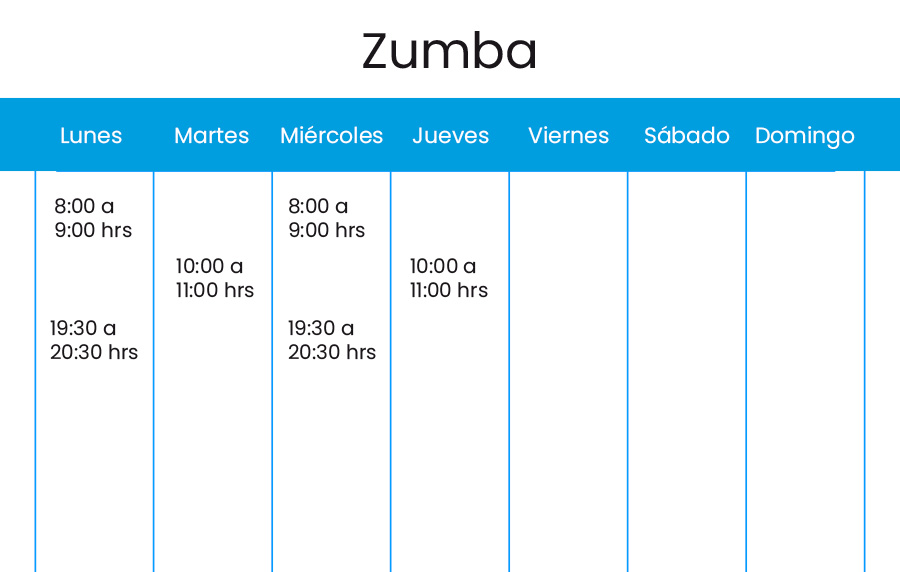 Zumba
Lunes Martes Miércoles Jueves Viernes Sábado Domingo
8:00 a 8:00 a
9:00 hrs 9:00 hrs
10:00 a 10:00 a
11:00 hrs 11:00 hrs
19:30 a 19:30 a
20:30 hrs 20:30 hrs